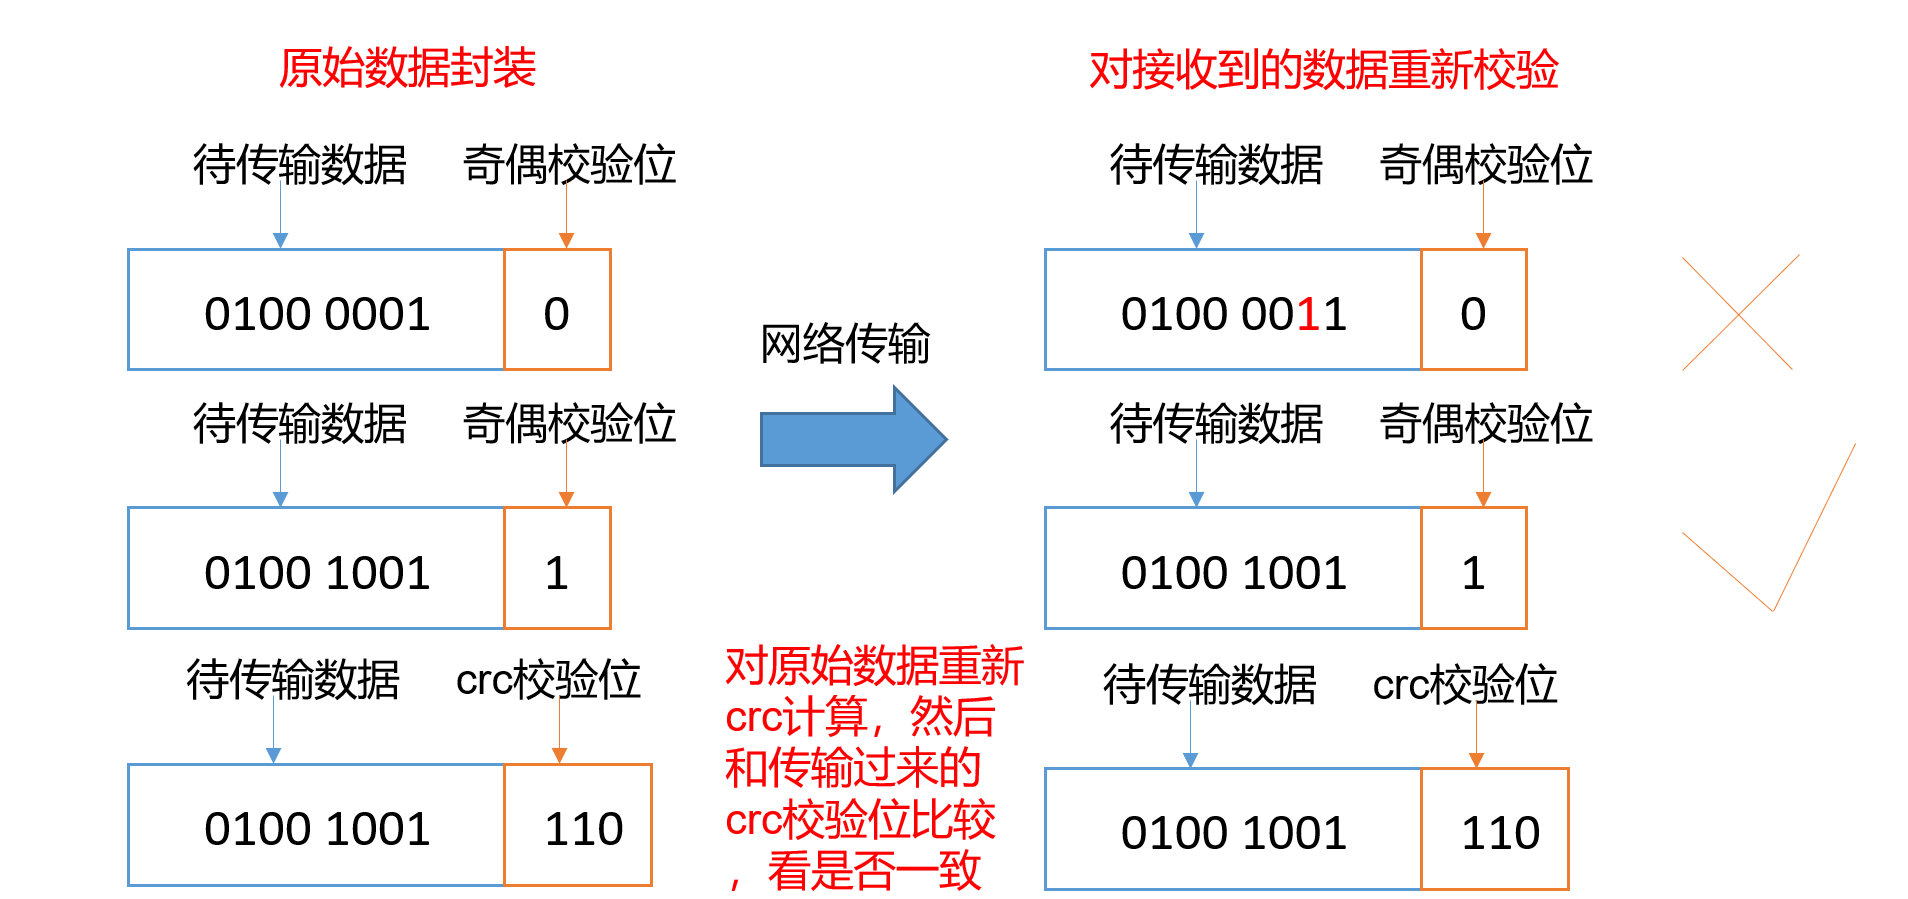 原始数据封装
对接收到的数据重新校验
待传输数据 奇偶校验位
待传输数据 奇偶校验位
0100 0001 0
0100 0011 0
网络传输
待传输数据 奇偶校验位
待传输数据 奇偶校验位
0100 1001 1
0100 1001 1
待传输数据 crc校验位
对原始数据重新
crc计算，然后
和传输过来的
crc校验位比较
，看是否一致
待传输数据 crc校验位
0100 1001 110
0100 1001 110